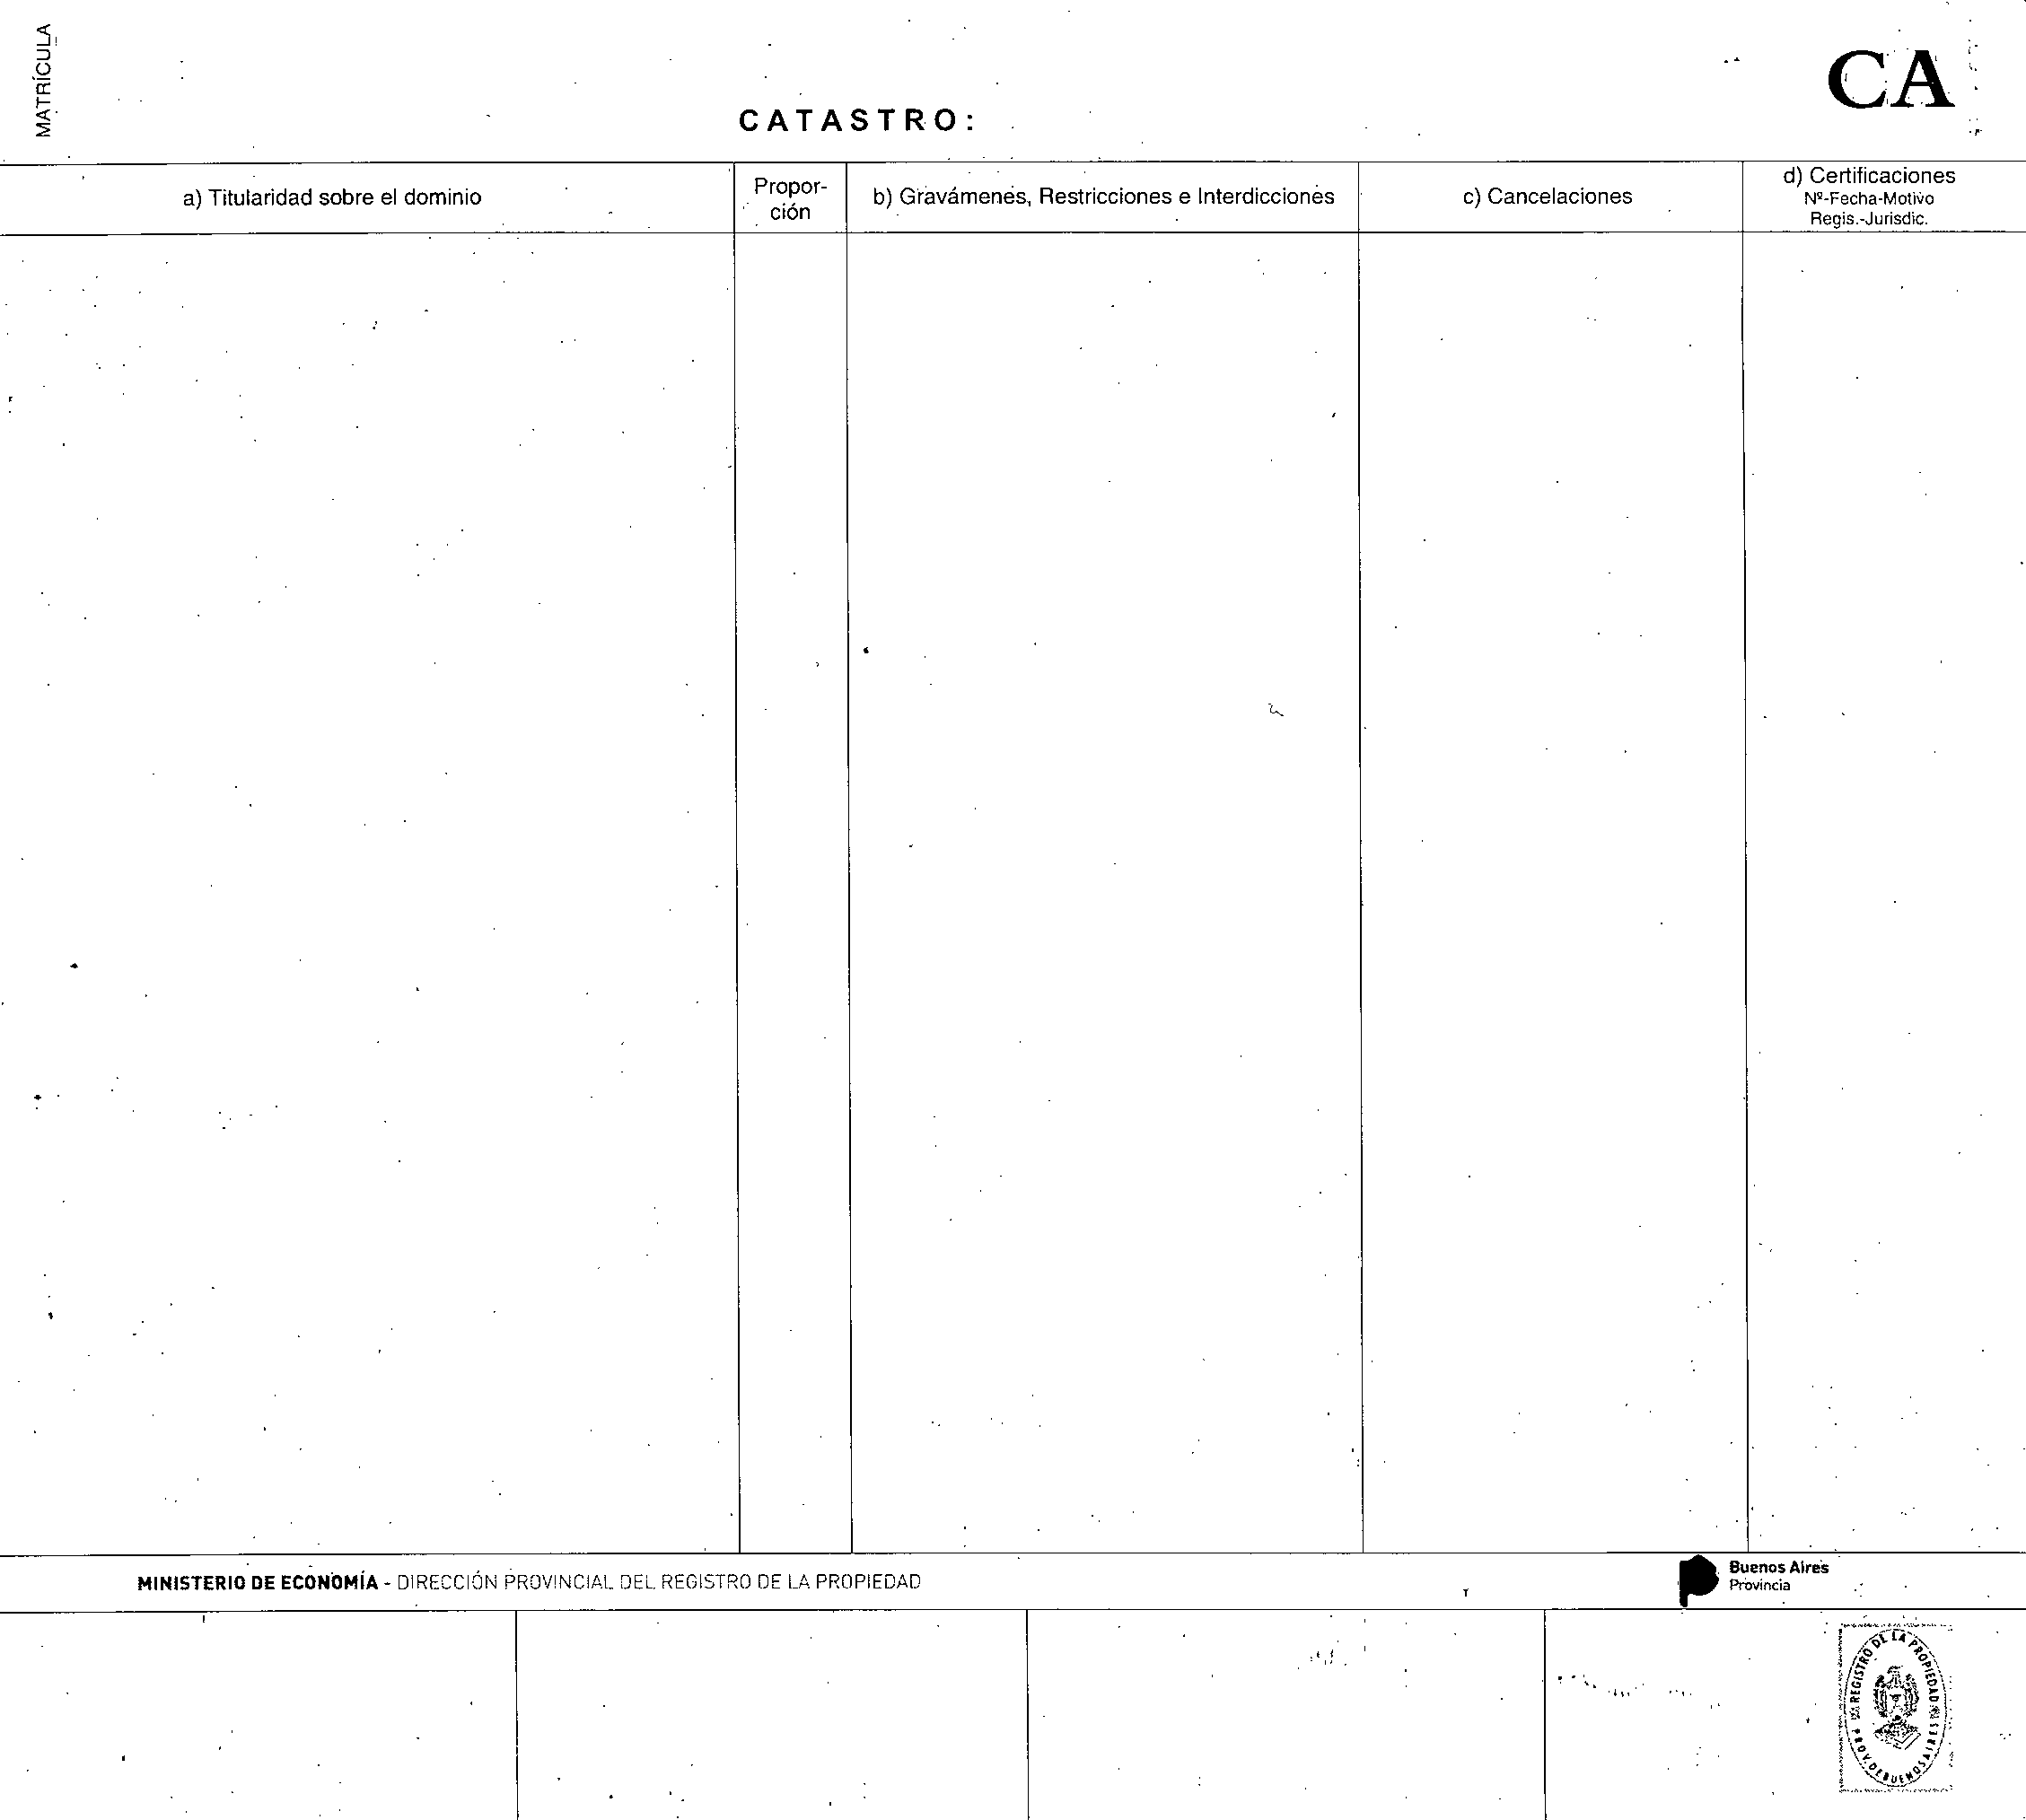 MATRÍCULA
CA
CATASTRO:
a) Titularidad sobre el dominio
Propor-
ción
b) Gravámenes, Restricciones e Interdicciones
c) Cancelaciones
d) Certificaciones
Nº-Fecha-Motivo
Regis.-Jurisdic.
MINISTERIO DE ECONOMÍA - DIRECCIÓN PROVINCIAL DEL REGISTRO DE LA PROPIEDAD
Buenos Aires
Provincia
REGISTRO DE LA PROPIEDAD
PROV. DE BUENOS AIRES